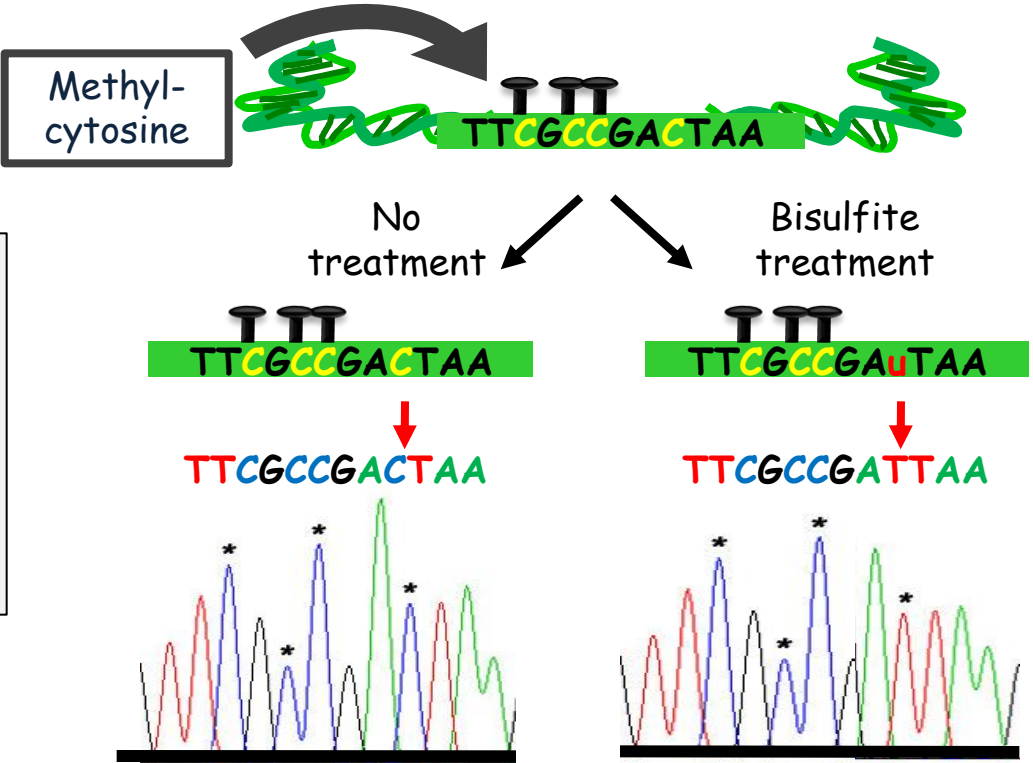 Methyl-
cytosine
TTCGCCGACTAA
No
treatment
Bisulfite
treatment
TTCGCCGACTAA
TTCGCCGAuTAA
TTCGCCGACTAA
TTCGCCGATTAA
* * * *
* * * *